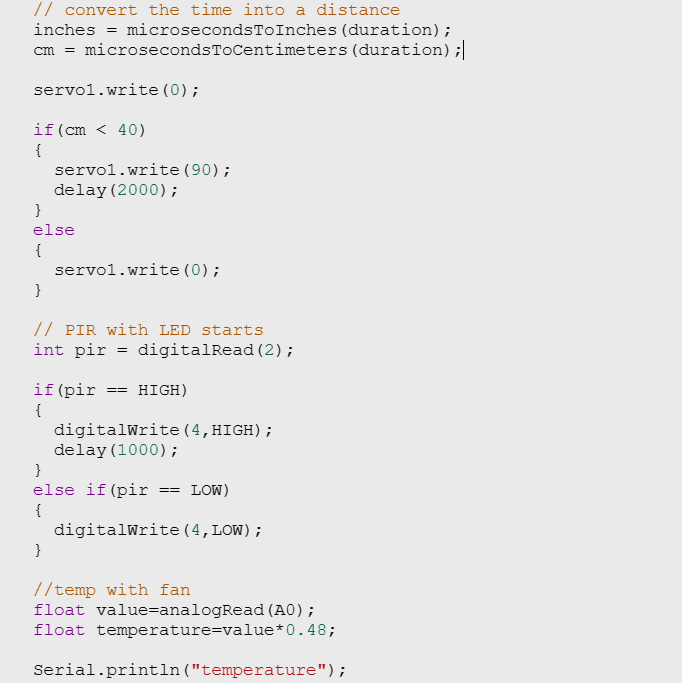 // convert the time into a distance
inches = microsecondsToInches(duration);
cm = microsecondsToCentimeters(duration);
servo1.write(0);
if(cm < 40)
{
servo1.write(90);
delay(2000);
}
else
{
servo1.write(0);
}
// PIR with LED starts
int pir = digitalRead(2);
if(pir == HIGH)
{
digitalWrite(4,HIGH);
delay(1000);
}
else if(pir == LOW)
{
digitalWrite(4,LOW);
}
//temp with fan
float value=analogRead(A0);
float temperature=value*0.48;
Serial.println("temperature");